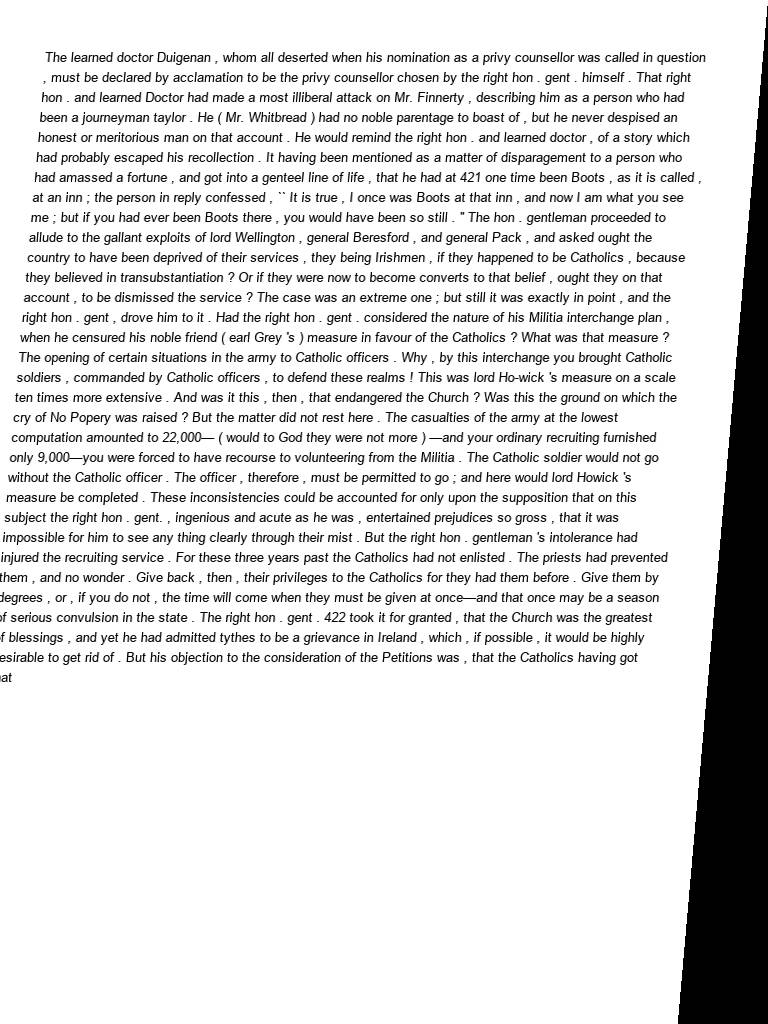 The learned doctor Duigenan , whom all deserted when his nomination as a privy counsellor was called in question
, must be declared by acclamation to be the privy counsellor chosen by the right hon . gent . himself . That right
hon . and learned Doctor had made a most illiberal attack on Mr. Finnerty , describing him as a person who had
been a journeyman taylor . He ( Mr. Whitbread ) had no noble parentage to boast of , but he never despised an
honest or meritorious man on that account . He would remind the right hon . and learned doctor , of a story which
had probably escaped his recollection . It having been mentioned as a matter of disparagement to a person who
had amassed a fortune , and got into a genteel line of life , that he had at 421 one time been Boots , as it is called ,
at an inn ; the person in reply confessed , `` It is true , I once was Boots at that inn , and now I am what you see
me ; but if you had ever been Boots there , you would have been so still . '' The hon . gentleman proceeded to
allude to the gallant exploits of lord Wellington , general Beresford , and general Pack , and asked ought the
country to have been deprived of their services , they being Irishmen , if they happened to be Catholics , because
they believed in transubstantiation ? Or if they were now to become converts to that belief , ought they on that
account , to be dismissed the service ? The case was an extreme one ; but still it was exactly in point , and the
right hon . gent , drove him to it . Had the right hon . gent . considered the nature of his Militia interchange plan ,
when he censured his noble friend ( earl Grey 's ) measure in favour of the Catholics ? What was that measure ?
The opening of certain situations in the army to Catholic officers . Why , by this interchange you brought Catholic
soldiers , commanded by Catholic officers , to defend these realms ! This was lord Ho-wick 's measure on a scale
ten times more extensive . And was it this , then , that endangered the Church ? Was this the ground on which the
cry of No Popery was raised ? But the matter did not rest here . The casualties of the army at the lowest
computation amounted to 22,000— ( would to God they were not more ) —and your ordinary recruiting furnished
only 9,000—you were forced to have recourse to volunteering from the Militia . The Catholic soldier would not go
without the Catholic officer . The officer , therefore , must be permitted to go ; and here would lord Howick 's
measure be completed . These inconsistencies could be accounted for only upon the supposition that on this
subject the right hon . gent. , ingenious and acute as he was , entertained prejudices so gross , that it was
impossible for him to see any thing clearly through their mist . But the right hon . gentleman 's intolerance had
injured the recruiting service . For these three years past the Catholics had not enlisted . The priests had prevented
them , and no wonder . Give back , then , their privileges to the Catholics for they had them before . Give them by
degrees , or , if you do not , the time will come when they must be given at once—and that once may be a season
of serious convulsion in the state . The right hon . gent . 422 took it for granted , that the Church was the greatest
of blessings , and yet he had admitted tythes to be a grievance in Ireland , which , if possible , it would be highly
to get rid of . But his objection to the consideration of the Petitions was , that the Catholics having got